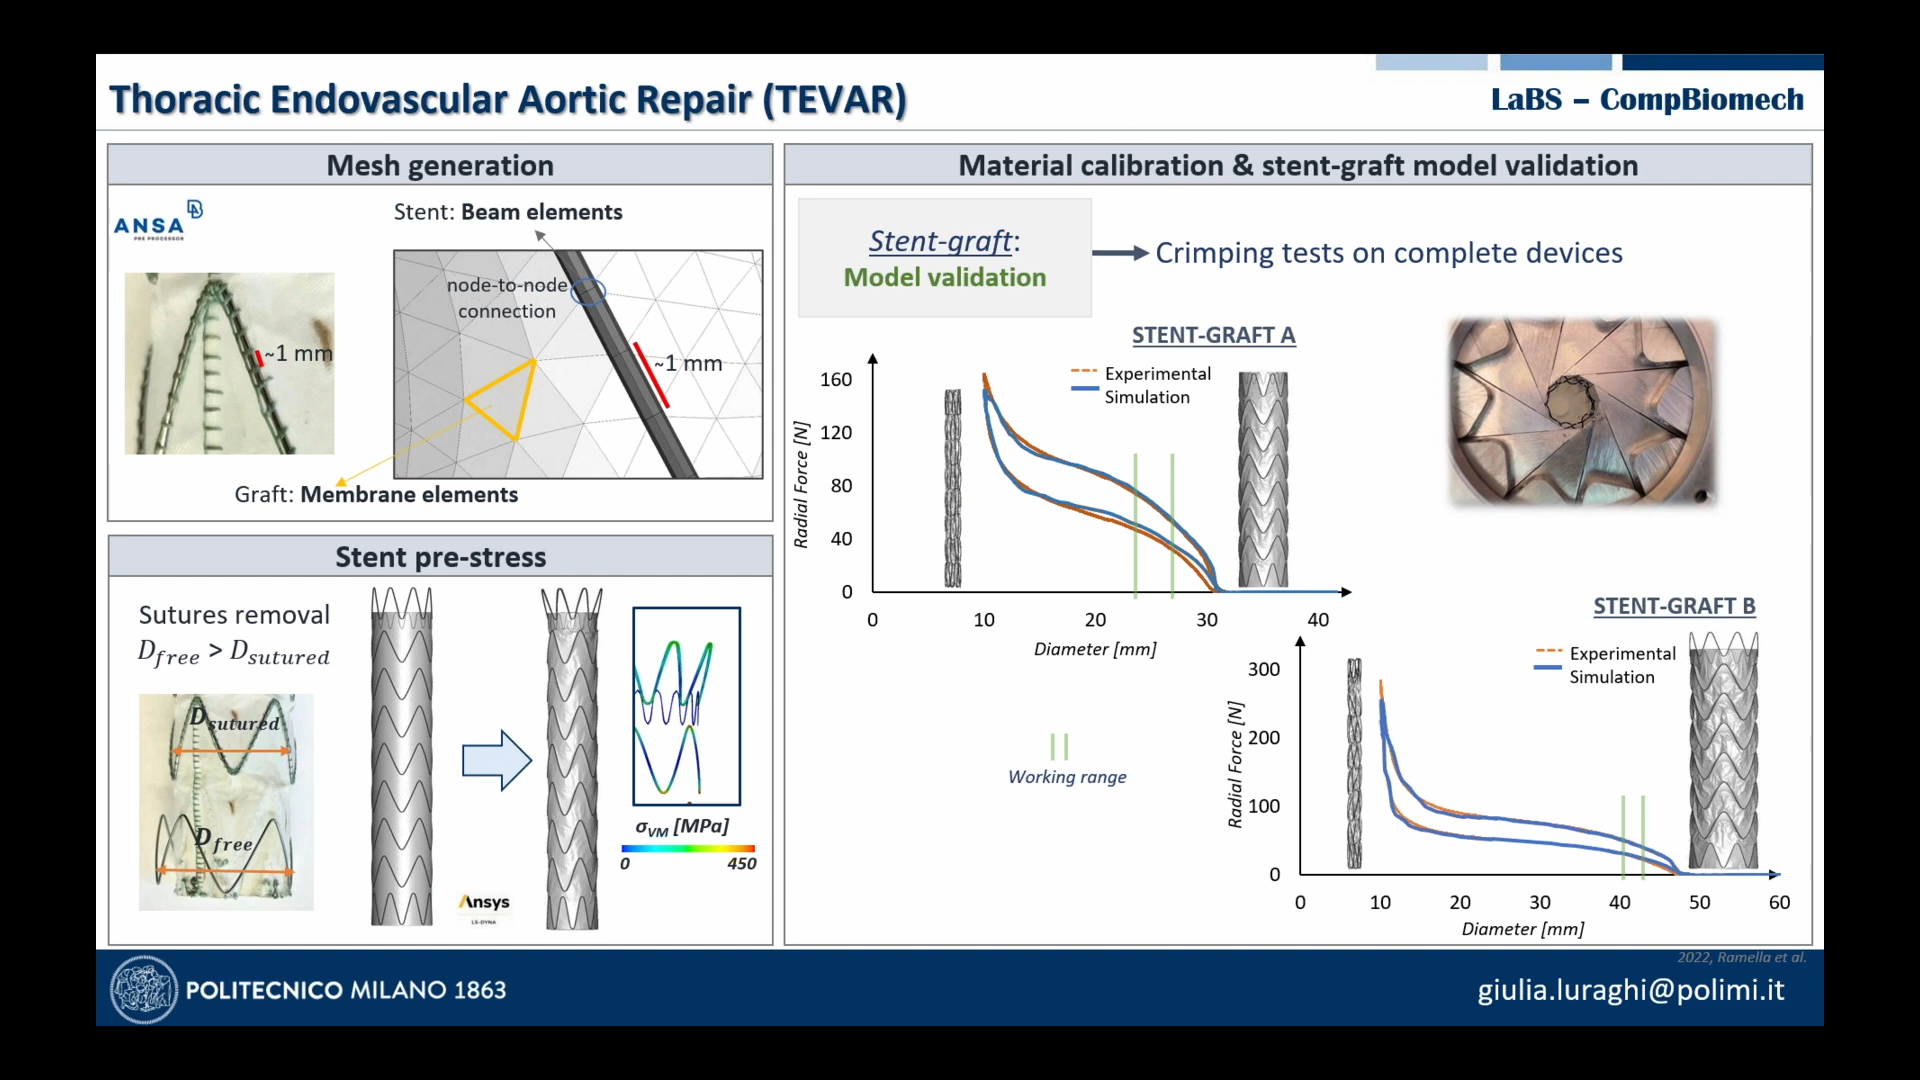 Thoracic Endovascular Aortic Repair (TEVAR)
LaBS – CompBiomech
Mesh generation
ANSA
PRE PROCESSOR
Stent: Beam elements
node-to-node
connection
~1 mm
~1 mm
Graft: Membrane elements
Stent pre-stress
Sutures removal
D_free > D_sutured
D_sutured
D_free
Ansys
LS-DYNA
σ_VM [MPa]
0 450
Material calibration & stent-graft model validation
Stent-graft:
Model validation
Crimping tests on complete devices
STENT-GRAFT A
Experimental
Simulation
Radial Force [N]
160
120
80
40
0
0 10 20 30 40
Diameter [mm]
Working range
STENT-GRAFT B
Experimental
Simulation
Radial Force [N]
300
200
100
0
0 10 20 30 40 50 60
Diameter [mm]
2022, Ramella et al.
POLITECNICO MILANO 1863
giulia.luraghi@polimi.it